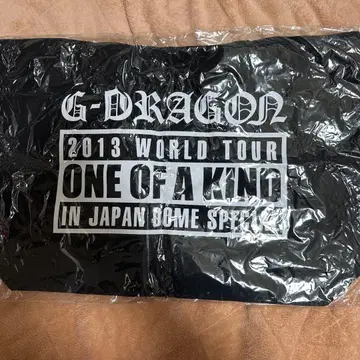 G-DRAGON
2013 WORLD TOUR
ONE OF A KIND
IN JAPAN DOME SPECIAL